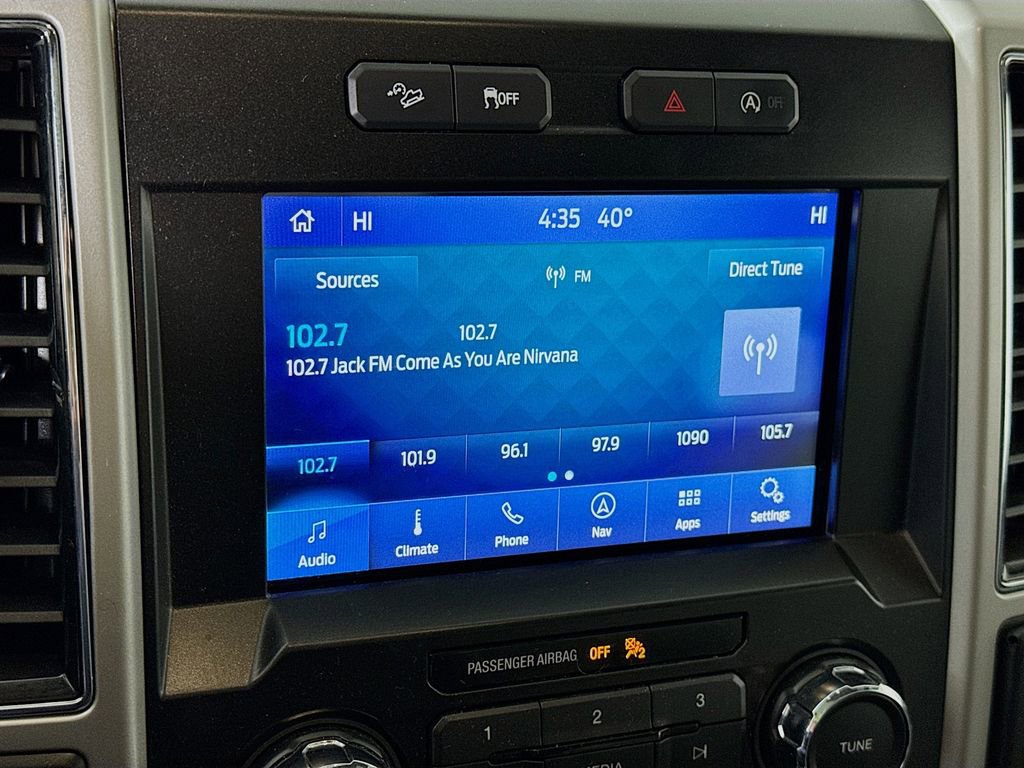 OFF
OFF
HI 4:35 40° HI
Sources FM Direct Tune
102.7 102.7
102.7 Jack FM Come As You Are Nirvana
102.7 101.9 96.1 97.9 1090 105.7
Audio Climate Phone Nav Apps Settings
PASSENGER AIRBAG OFF 2
1 2 3
MEDIA TUNE